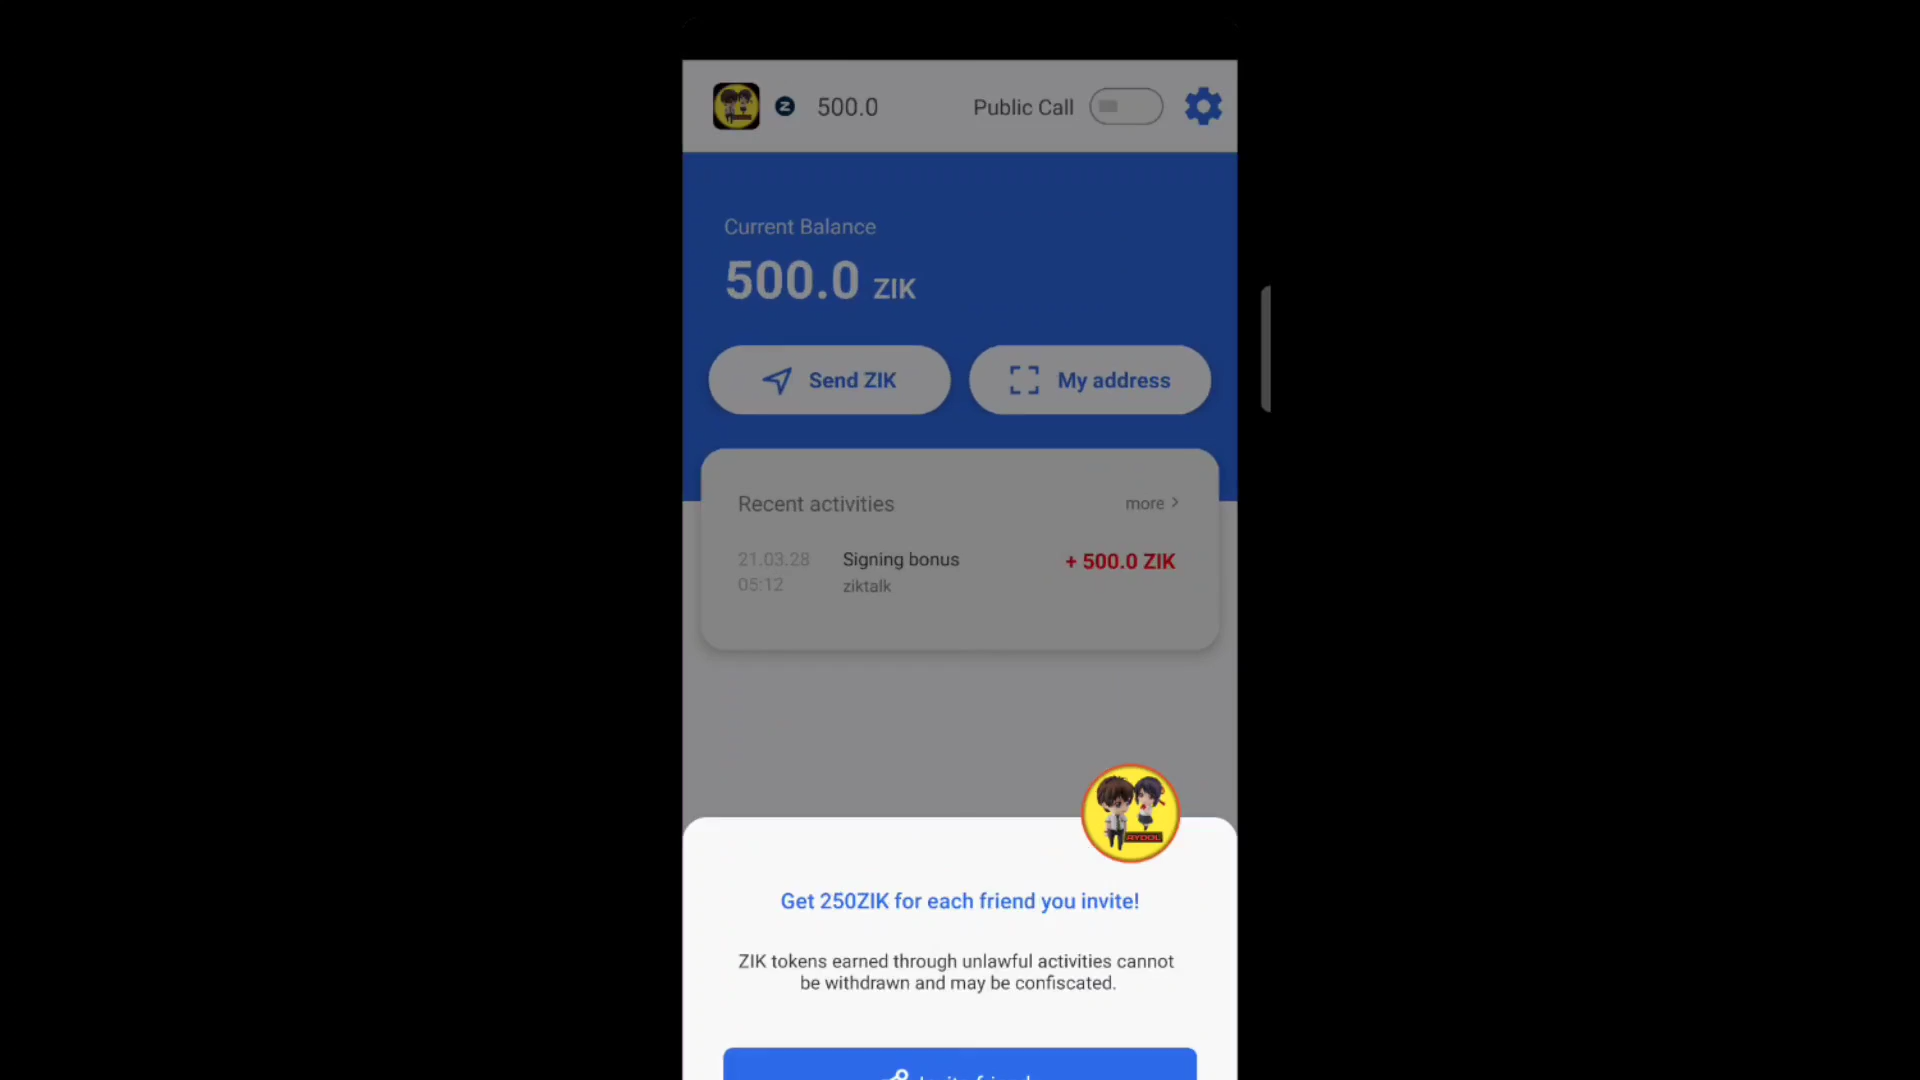 500.0
Public Call
Current Balance
500.0 ZIK
Send ZIK
My address
Recent activities
more >
21.03.28
05:12
Signing bonus
ziktalk
+ 500.0 ZIK
Get 250ZIK for each friend you invite!
ZIK tokens earned through unlawful activities cannot
be withdrawn and may be confiscated.